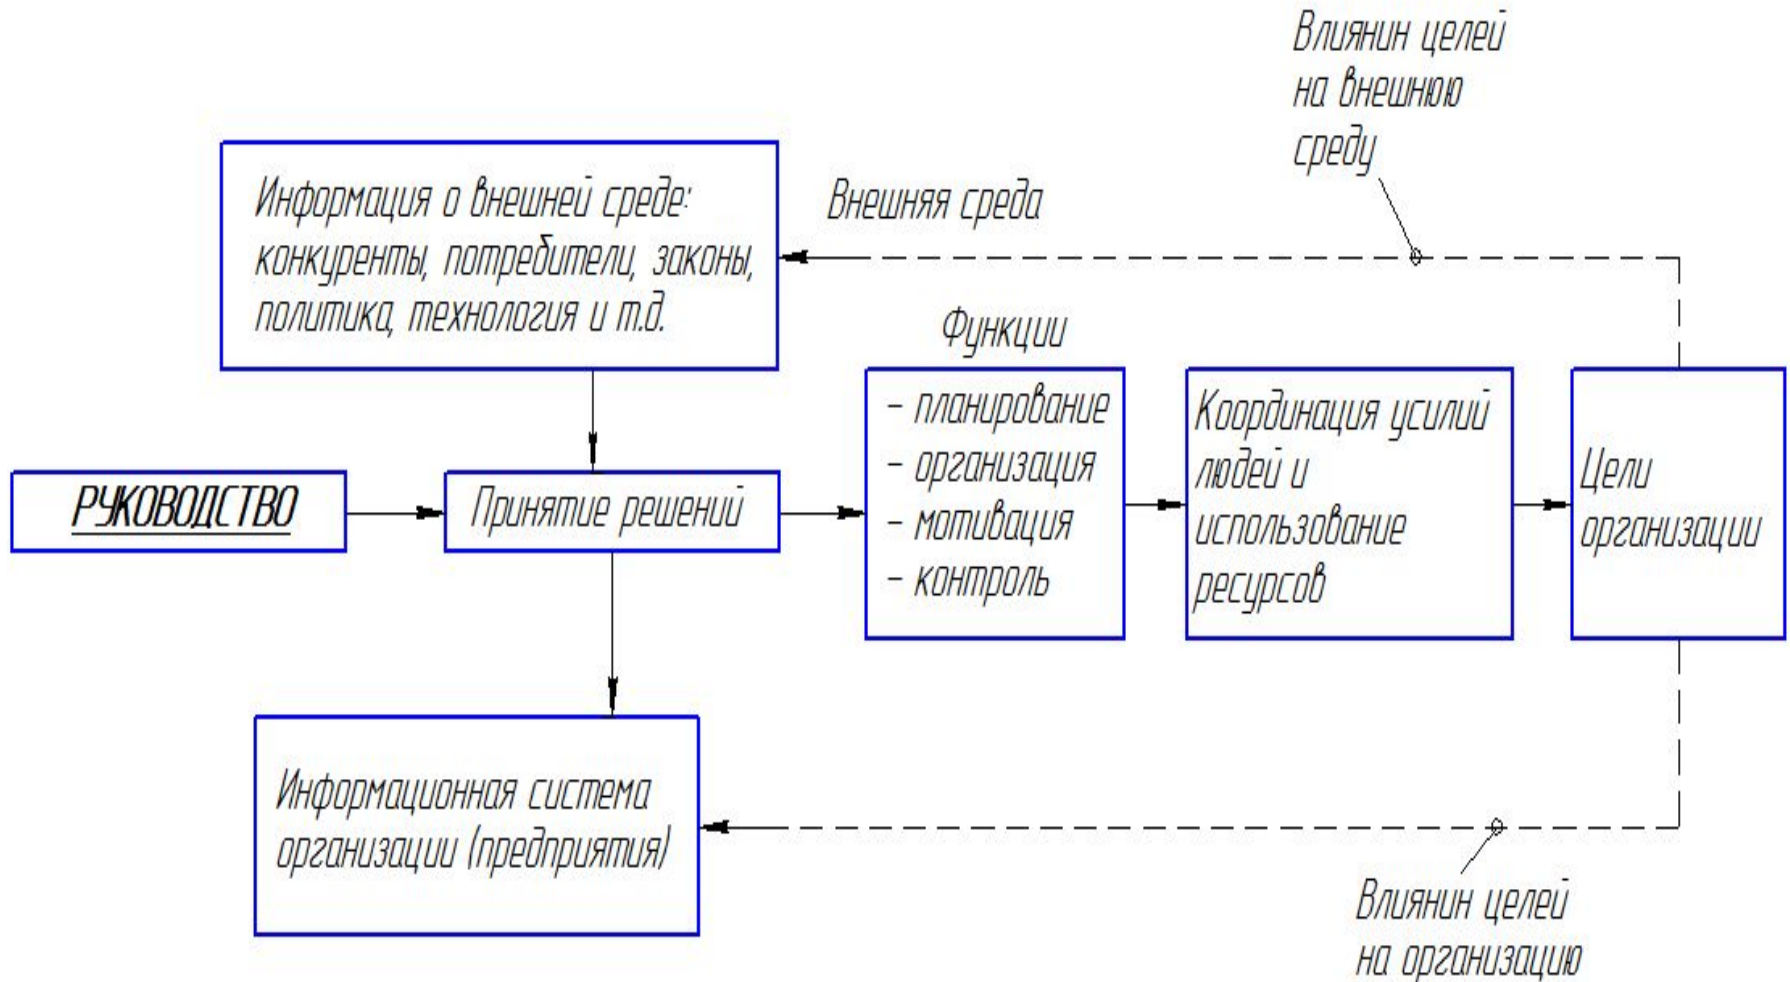 Влиянин целей
на внешнюю
среду
Информация о внешней среде:
конкуренты, потребители, законы,
политика, технология и т.д.
Внешняя среда
Функции
– планирование
– организация
– мотивация
– контроль
Координация усилий
людей и
использование
ресурсов
Цели
организации
РУКОВОДСТВО
Принятие решений
Информационная система
организации (предприятия)
Влиянин целей
на организацию